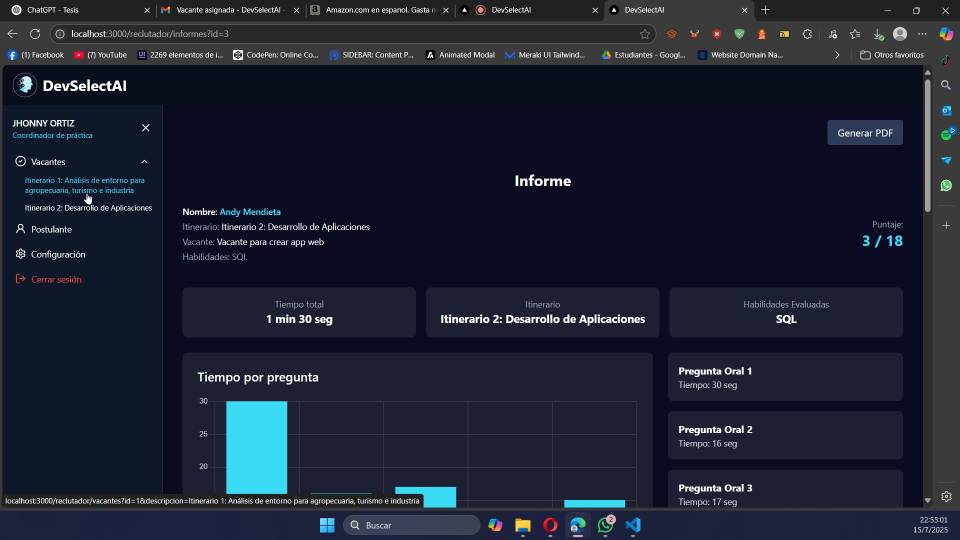 ChatGPT - Tesis
Vacante asignada - DevSelectAI -
Amazon.com en espanol. Gasta m
DevSelectAI
DevSelectAI
localhost:3000/reclutador/informes?id=3
(1) Facebook
(7) YouTube
2269 elementos de i...
CodePen: Online Co...
SIDEBAR: Content P...
Animated Modal
Meraki UI Tailwind...
Estudiantes - Googl...
Website Domain Na...
Otros favoritos
DevSelectAI
JHONNY ORTIZ
Coordinador de práctica
Vacantes
Itinerario 1: Análisis de entorno para
agropecuaria, turismo e industria
Itinerario 2: Desarrollo de Aplicaciones
Postulante
Configuración
Cerrar sesión
Generar PDF
Informe
Nombre: Andy Mendieta
Itinerario: Itinerario 2: Desarrollo de Aplicaciones
Vacante: Vacante para crear app web
Habilidades: SQL
Puntaje:
3 / 18
Tiempo total
1 min 30 seg
Itinerario
Itinerario 2: Desarrollo de Aplicaciones
Habilidades Evaluadas
SQL
Tiempo por pregunta
30
25
20
Pregunta Oral 1
Tiempo: 30 seg
Pregunta Oral 2
Tiempo: 16 seg
Pregunta Oral 3
Tiempo: 17 seg
localhost:3000/reclutador/vacantes?id=1&descripcion=Itinerario 1: Análisis de entorno para agropecuaria, turismo e industria
Buscar
2
22:55:01
15/7/2025